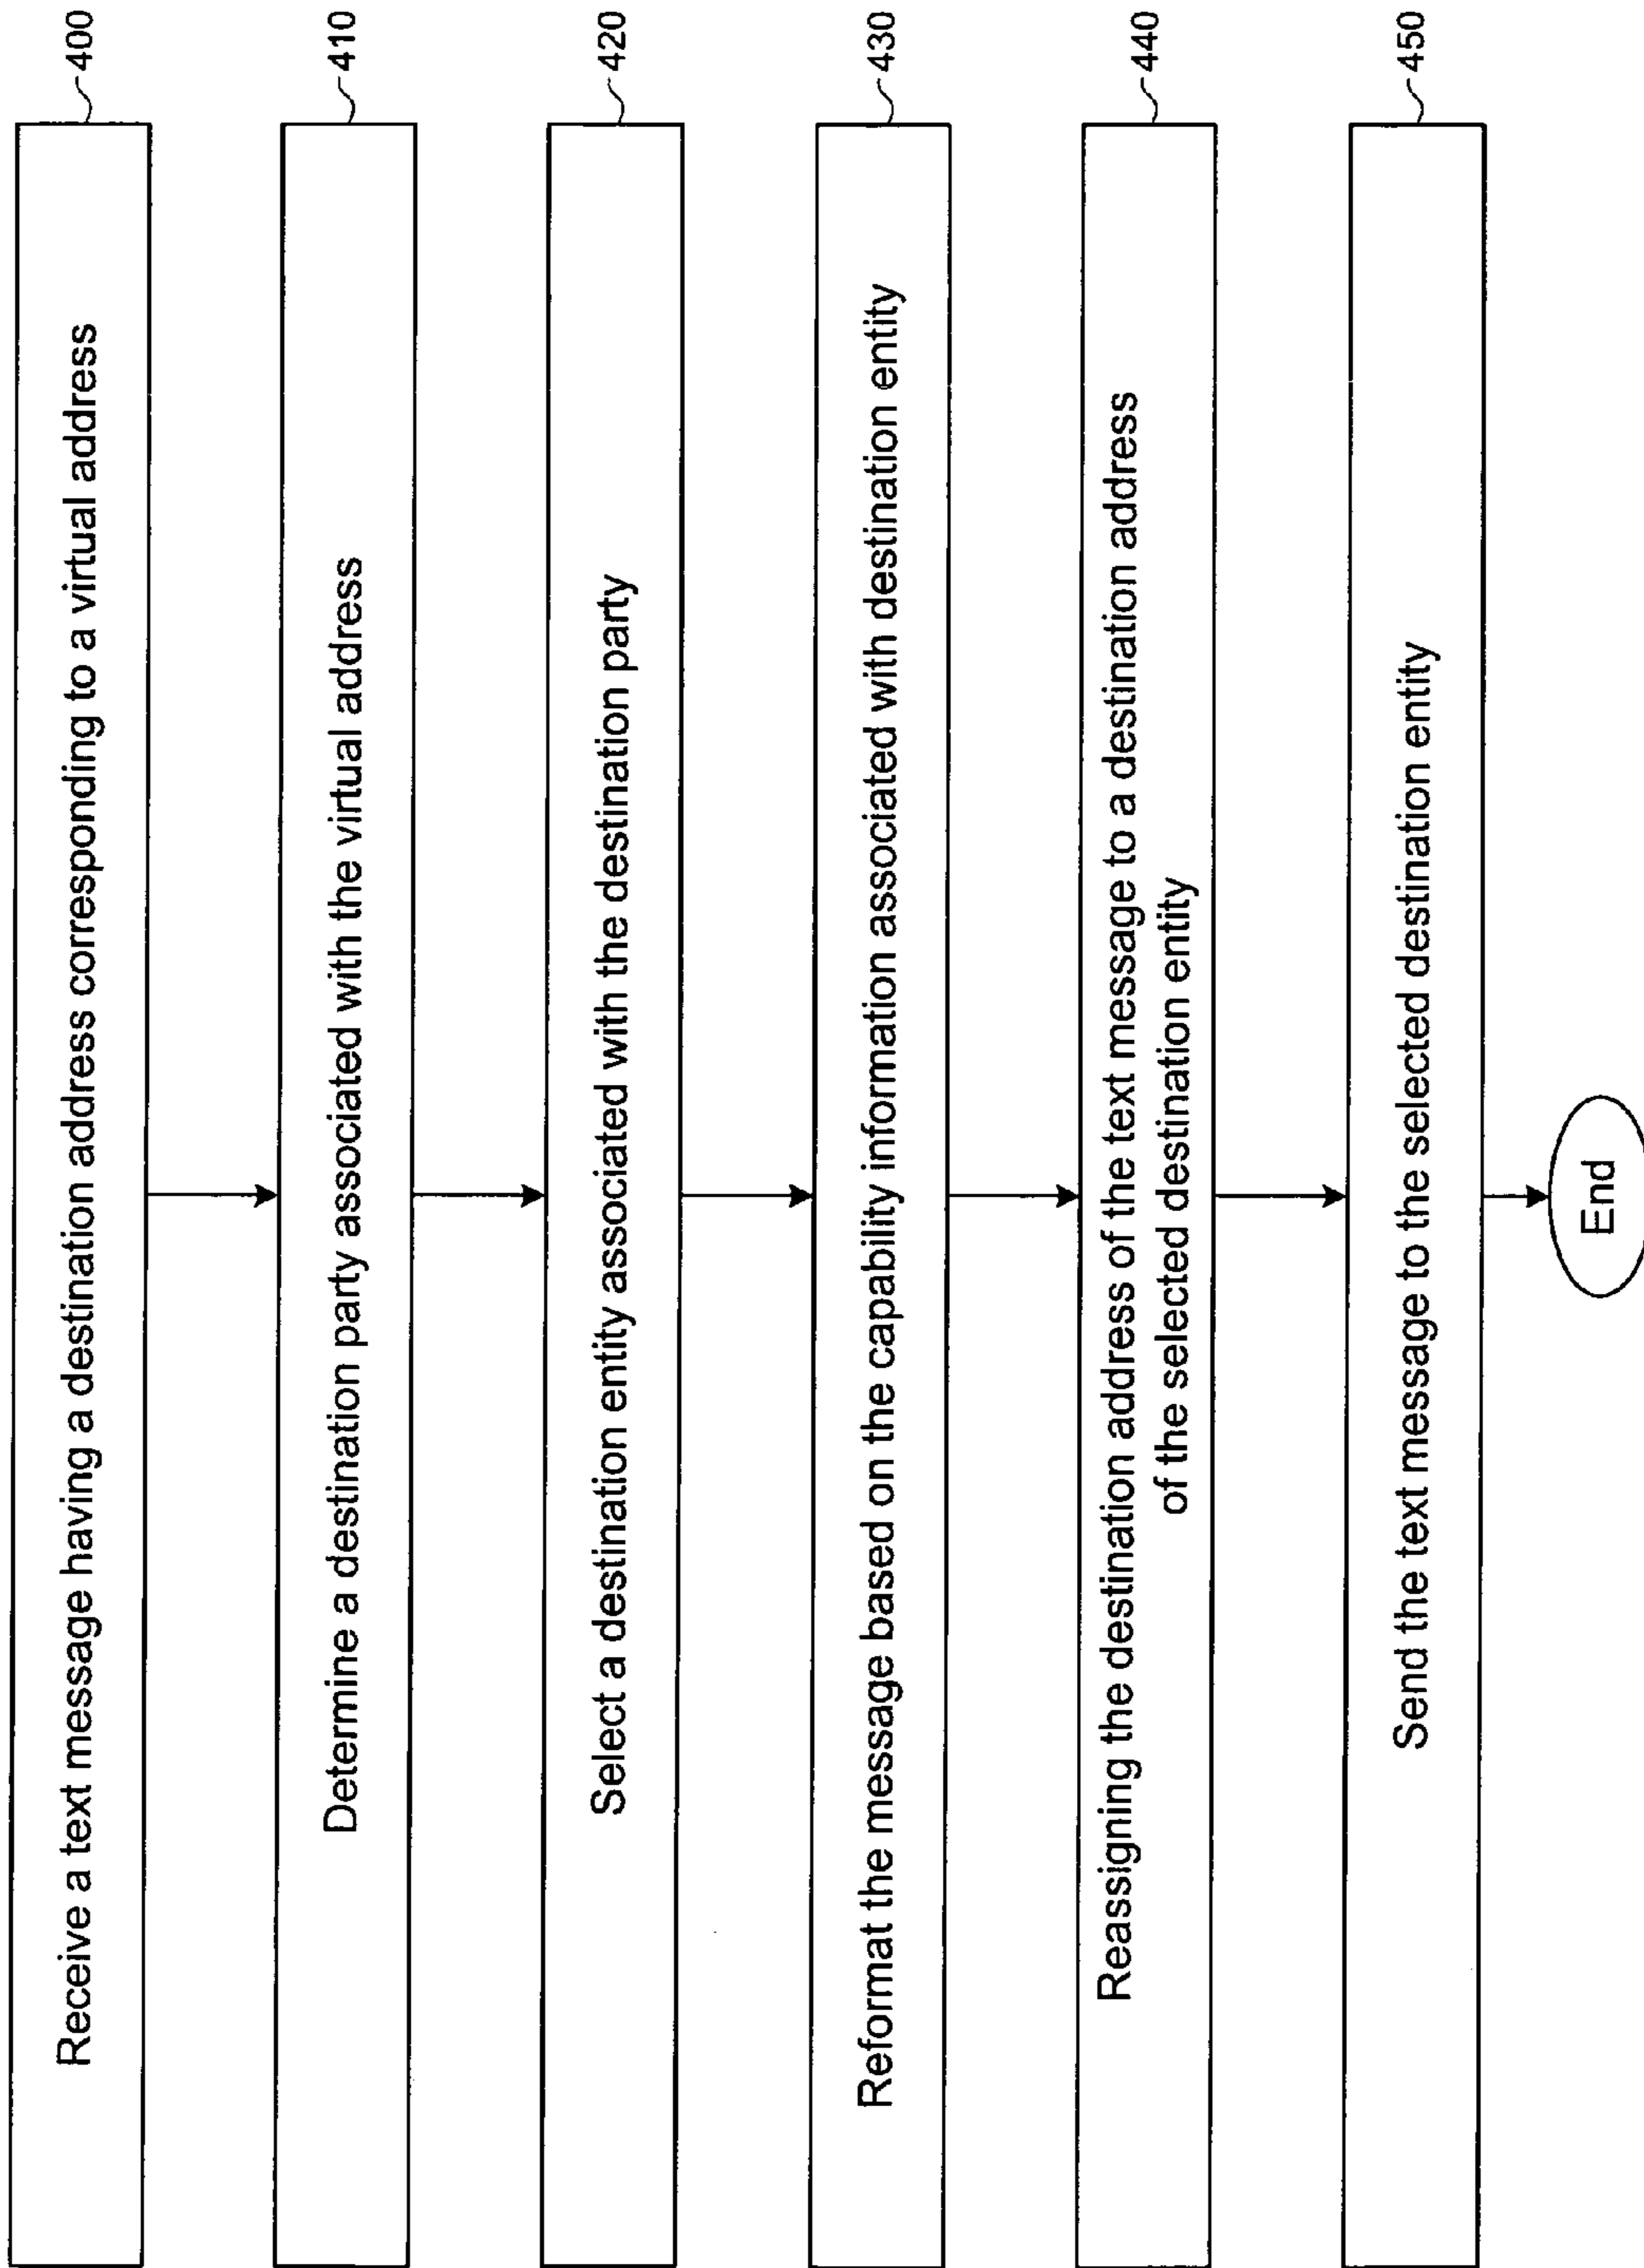 Receive a text message having a destination address corresponding to a virtual address
400
Determine a destination party associated with the virtual address
410
Select a destination entity associated with the destination party
420
Reformat the message based on the capability information associated with destination entity
430
Reassigning the destination address of the text message to a destination address
of the selected destination entity
440
Send the text message to the selected destination entity
450
End